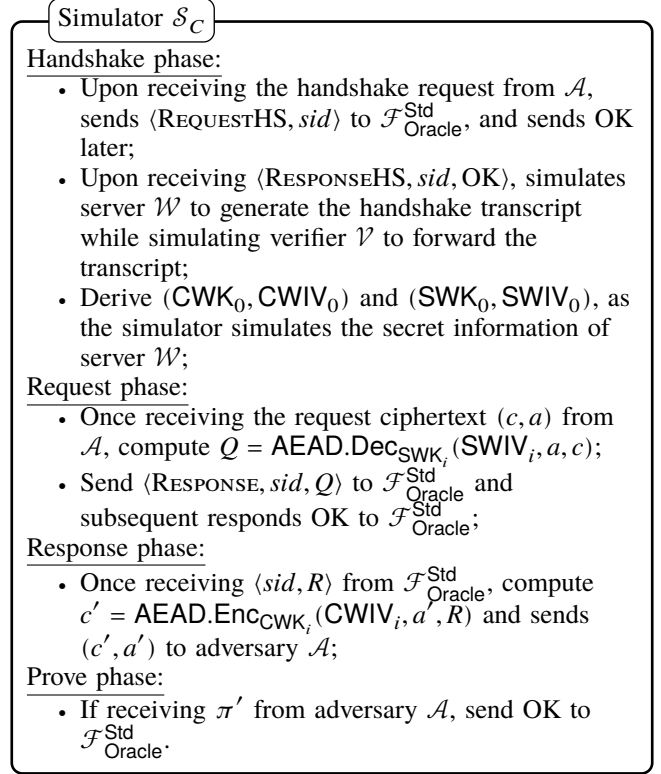 Simulator 𝒮_C
Handshake phase:
• Upon receiving the handshake request from 𝒜,
sends ⟨REQUESTHS, sid⟩ to ℱ^Std_Oracle, and sends OK
later;
• Upon receiving ⟨RESPONSEHS, sid, OK⟩, simulates
server 𝒲 to generate the handshake transcript
while simulating verifier 𝒱 to forward the
transcript;
• Derive (CWK₀, CWIV₀) and (SWK₀, SWIV₀), as
the simulator simulates the secret information of
server 𝒲;
Request phase:
• Once receiving the request ciphertext (c, a) from
𝒜, compute Q = AEAD.Dec_SWK_i(SWIV_i, a, c);
• Send ⟨RESPONSE, sid, Q⟩ to ℱ^Std_Oracle and
subsequent responds OK to ℱ^Std_Oracle;
Response phase:
• Once receiving ⟨sid, R⟩ from ℱ^Std_Oracle, compute
c′ = AEAD.Enc_CWK_i(CWIV_i, a′, R) and sends
(c′, a′) to adversary 𝒜;
Prove phase:
• If receiving π′ from adversary 𝒜, send OK to
ℱ^Std_Oracle.